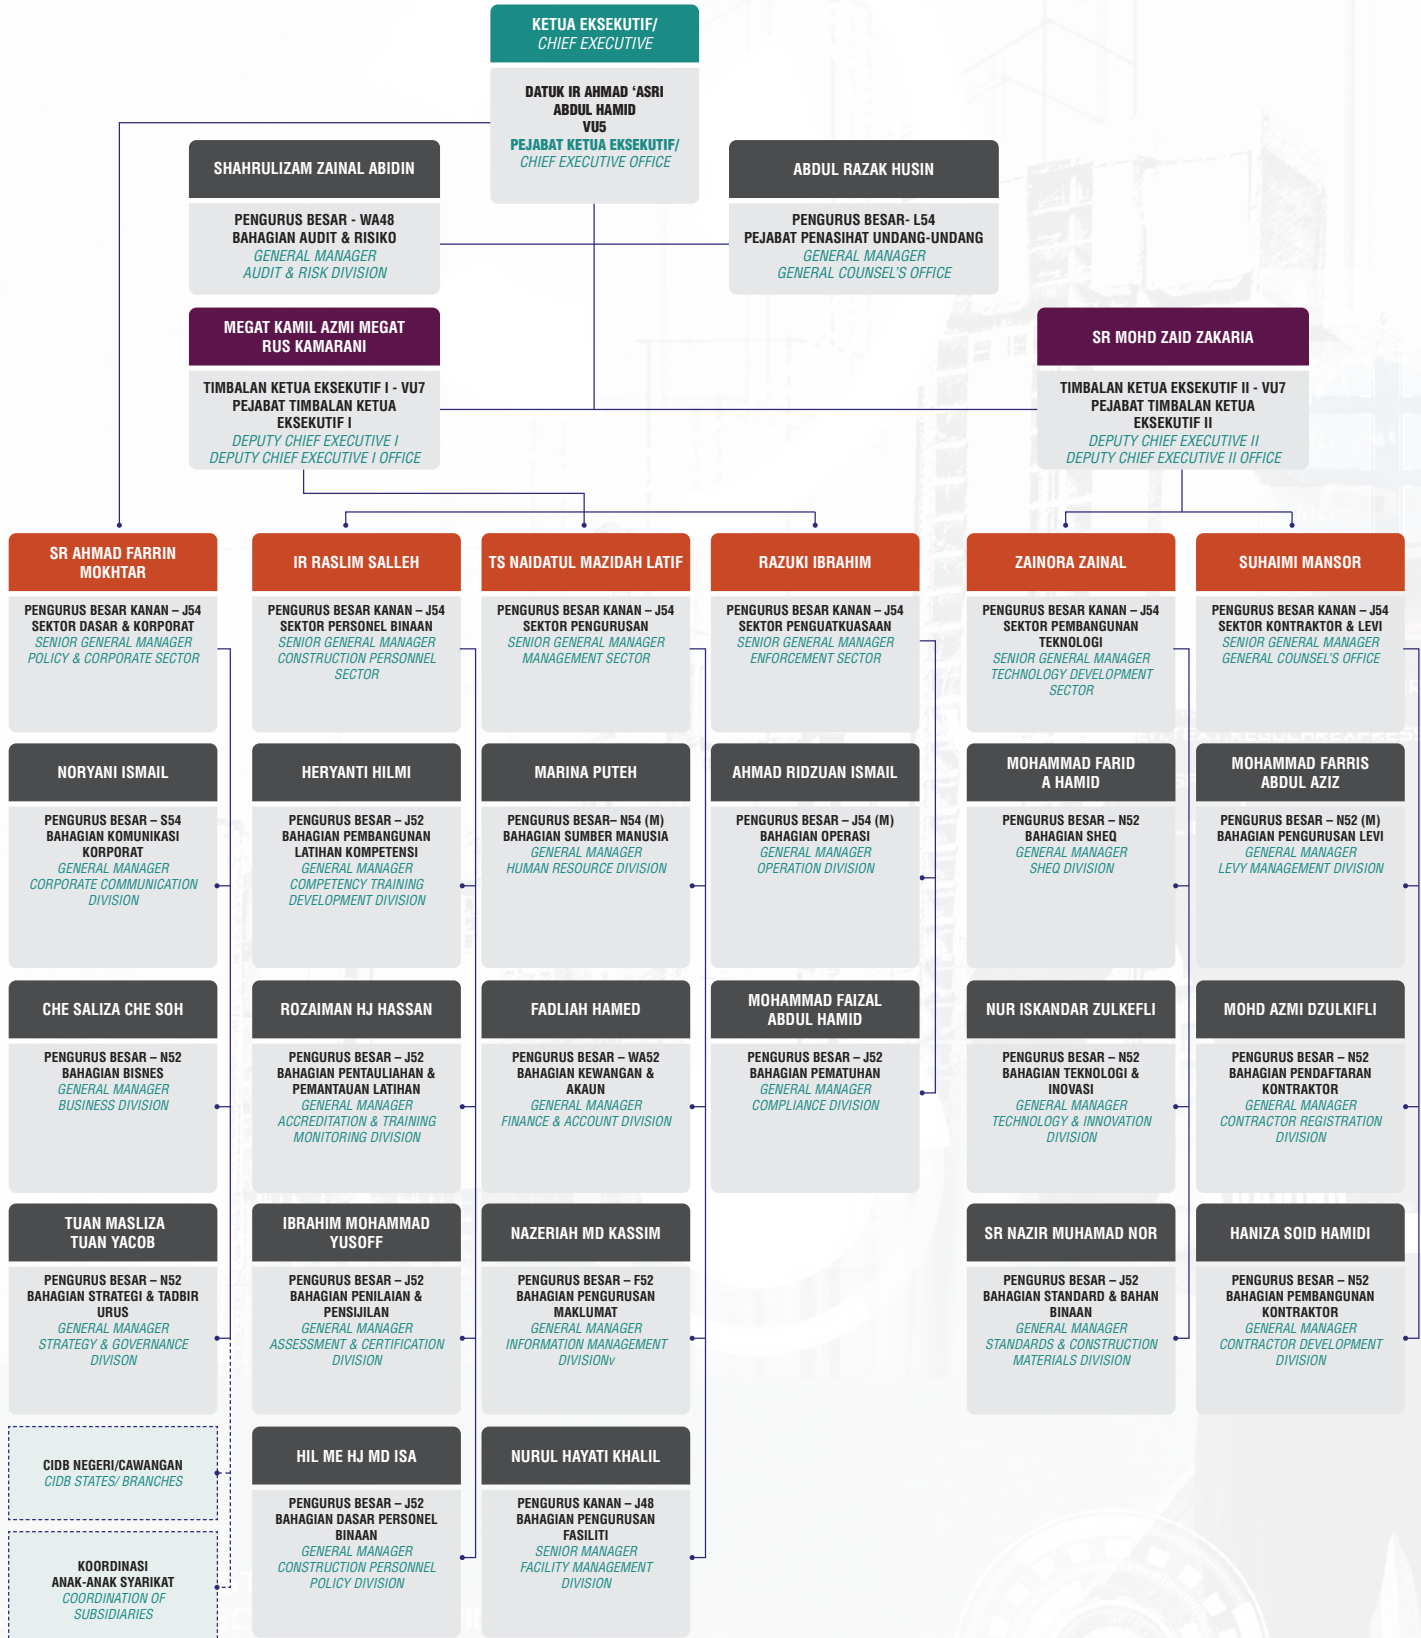 KETUA EKSEKUTIF/
CHIEF EXECUTIVE
DATUK IR AHMAD ‘ASRI
ABDUL HAMID
VU5
PEJABAT KETUA EKSEKUTIF/
CHIEF EXECUTIVE OFFICE
SHAHRULIZAM ZAINAL ABIDIN
PENGURUS BESAR - WA48
BAHAGIAN AUDIT & RISIKO
GENERAL MANAGER
AUDIT & RISK DIVISION
ABDUL RAZAK HUSIN
PENGURUS BESAR- L54
PEJABAT PENASIHAT UNDANG-UNDANG
GENERAL MANAGER
GENERAL COUNSEL'S OFFICE
MEGAT KAMIL AZMI MEGAT
RUS KAMARANI
TIMBALAN KETUA EKSEKUTIF I - VU7
PEJABAT TIMBALAN KETUA
EKSEKUTIF I
DEPUTY CHIEF EXECUTIVE I
DEPUTY CHIEF EXECUTIVE I OFFICE
SR MOHD ZAID ZAKARIA
TIMBALAN KETUA EKSEKUTIF II - VU7
PEJABAT TIMBALAN KETUA
EKSEKUTIF II
DEPUTY CHIEF EXECUTIVE II
DEPUTY CHIEF EXECUTIVE II OFFICE
SR AHMAD FARRIN
MOKHTAR
PENGURUS BESAR KANAN – J54
SEKTOR DASAR & KORPORAT
SENIOR GENERAL MANAGER
POLICY & CORPORATE SECTOR
IR RASLIM SALLEH
PENGURUS BESAR KANAN – J54
SEKTOR PERSONEL BINAAN
SENIOR GENERAL MANAGER
CONSTRUCTION PERSONNEL
SECTOR
TS NAIDATUL MAZIDAH LATIF
PENGURUS BESAR KANAN – J54
SEKTOR PENGURUSAN
SENIOR GENERAL MANAGER
MANAGEMENT SECTOR
RAZUKI IBRAHIM
PENGURUS BESAR KANAN – J54
SEKTOR PENGUATKUASAAN
SENIOR GENERAL MANAGER
ENFORCEMENT SECTOR
ZAINORA ZAINAL
PENGURUS BESAR KANAN – J54
SEKTOR PEMBANGUNAN
TEKNOLOGI
SENIOR GENERAL MANAGER
TECHNOLOGY DEVELOPMENT
SECTOR
SUHAIMI MANSOR
PENGURUS BESAR KANAN – J54
SEKTOR KONTRAKTOR & LEVI
SENIOR GENERAL MANAGER
GENERAL COUNSEL'S OFFICE
NORYANI ISMAIL
PENGURUS BESAR – S54
BAHAGIAN KOMUNIKASI
KORPORAT
GENERAL MANAGER
CORPORATE COMMUNICATION
DIVISION
HERYANTI HILMI
PENGURUS BESAR – J52
BAHAGIAN PEMBANGUNAN
LATIHAN KOMPETENSI
GENERAL MANAGER
COMPETENCY TRAINING
DEVELOPMENT DIVISION
MARINA PUTEH
PENGURUS BESAR– N54 (M)
BAHAGIAN SUMBER MANUSIA
GENERAL MANAGER
HUMAN RESOURCE DIVISION
AHMAD RIDZUAN ISMAIL
PENGURUS BESAR – J54 (M)
BAHAGIAN OPERASI
GENERAL MANAGER
OPERATION DIVISION
MOHAMMAD FARID
A HAMID
PENGURUS BESAR – N52
BAHAGIAN SHEQ
GENERAL MANAGER
SHEQ DIVISION
MOHAMMAD FARRIS
ABDUL AZIZ
PENGURUS BESAR – N52 (M)
BAHAGIAN PENGURUSAN LEVI
GENERAL MANAGER
LEVY MANAGEMENT DIVISION
CHE SALIZA CHE SOH
PENGURUS BESAR – N52
BAHAGIAN BISNES
GENERAL MANAGER
BUSINESS DIVISION
ROZAIMAN HJ HASSAN
PENGURUS BESAR – J52
BAHAGIAN PENTAULIAHAN &
PEMANTAUAN LATIHAN
GENERAL MANAGER
ACCREDITATION & TRAINING
MONITORING DIVISION
FADLIAH HAMED
PENGURUS BESAR – WA52
BAHAGIAN KEWANGAN &
AKAUN
GENERAL MANAGER
FINANCE & ACCOUNT DIVISION
MOHAMMAD FAIZAL
ABDUL HAMID
PENGURUS BESAR – J52
BAHAGIAN PEMATUHAN
GENERAL MANAGER
COMPLIANCE DIVISION
NUR ISKANDAR ZULKEFLI
PENGURUS BESAR – N52
BAHAGIAN TEKNOLOGI &
INOVASI
GENERAL MANAGER
TECHNOLOGY & INNOVATION
DIVISION
MOHD AZMI DZULKIFLI
PENGURUS BESAR – N52
BAHAGIAN PENDAFTARAN
KONTRAKTOR
GENERAL MANAGER
CONTRACTOR REGISTRATION
DIVISION
TUAN MASLIZA
TUAN YACOB
PENGURUS BESAR – N52
BAHAGIAN STRATEGI & TADBIR
URUS
GENERAL MANAGER
STRATEGY & GOVERNANCE
DIVISON
IBRAHIM MOHAMMAD
YUSOFF
PENGURUS BESAR – J52
BAHAGIAN PENILAIAN &
PENSIJILAN
GENERAL MANAGER
ASSESSMENT & CERTIFICATION
DIVISION
NAZERIAH MD KASSIM
PENGURUS BESAR – F52
BAHAGIAN PENGURUSAN
MAKLUMAT
GENERAL MANAGER
INFORMATION MANAGEMENT
DIVISIONv
SR NAZIR MUHAMAD NOR
PENGURUS BESAR – J52
BAHAGIAN STANDARD & BAHAN
BINAAN
GENERAL MANAGER
STANDARDS & CONSTRUCTION
MATERIALS DIVISION
HANIZA SOID HAMIDI
PENGURUS BESAR – N52
BAHAGIAN PEMBANGUNAN
KONTRAKTOR
GENERAL MANAGER
CONTRACTOR DEVELOPMENT
DIVISION
CIDB NEGERI/CAWANGAN
CIDB STATES/ BRANCHES
HIL ME HJ MD ISA
PENGURUS BESAR – J52
BAHAGIAN DASAR PERSONEL
BINAAN
GENERAL MANAGER
CONSTRUCTION PERSONNEL
POLICY DIVISION
NURUL HAYATI KHALIL
PENGURUS KANAN – J48
BAHAGIAN PENGURUSAN
FASILITI
SENIOR MANAGER
FACILITY MANAGEMENT
DIVISION
KOORDINASI
ANAK-ANAK SYARIKAT
COORDINATION OF
SUBSIDIARIES